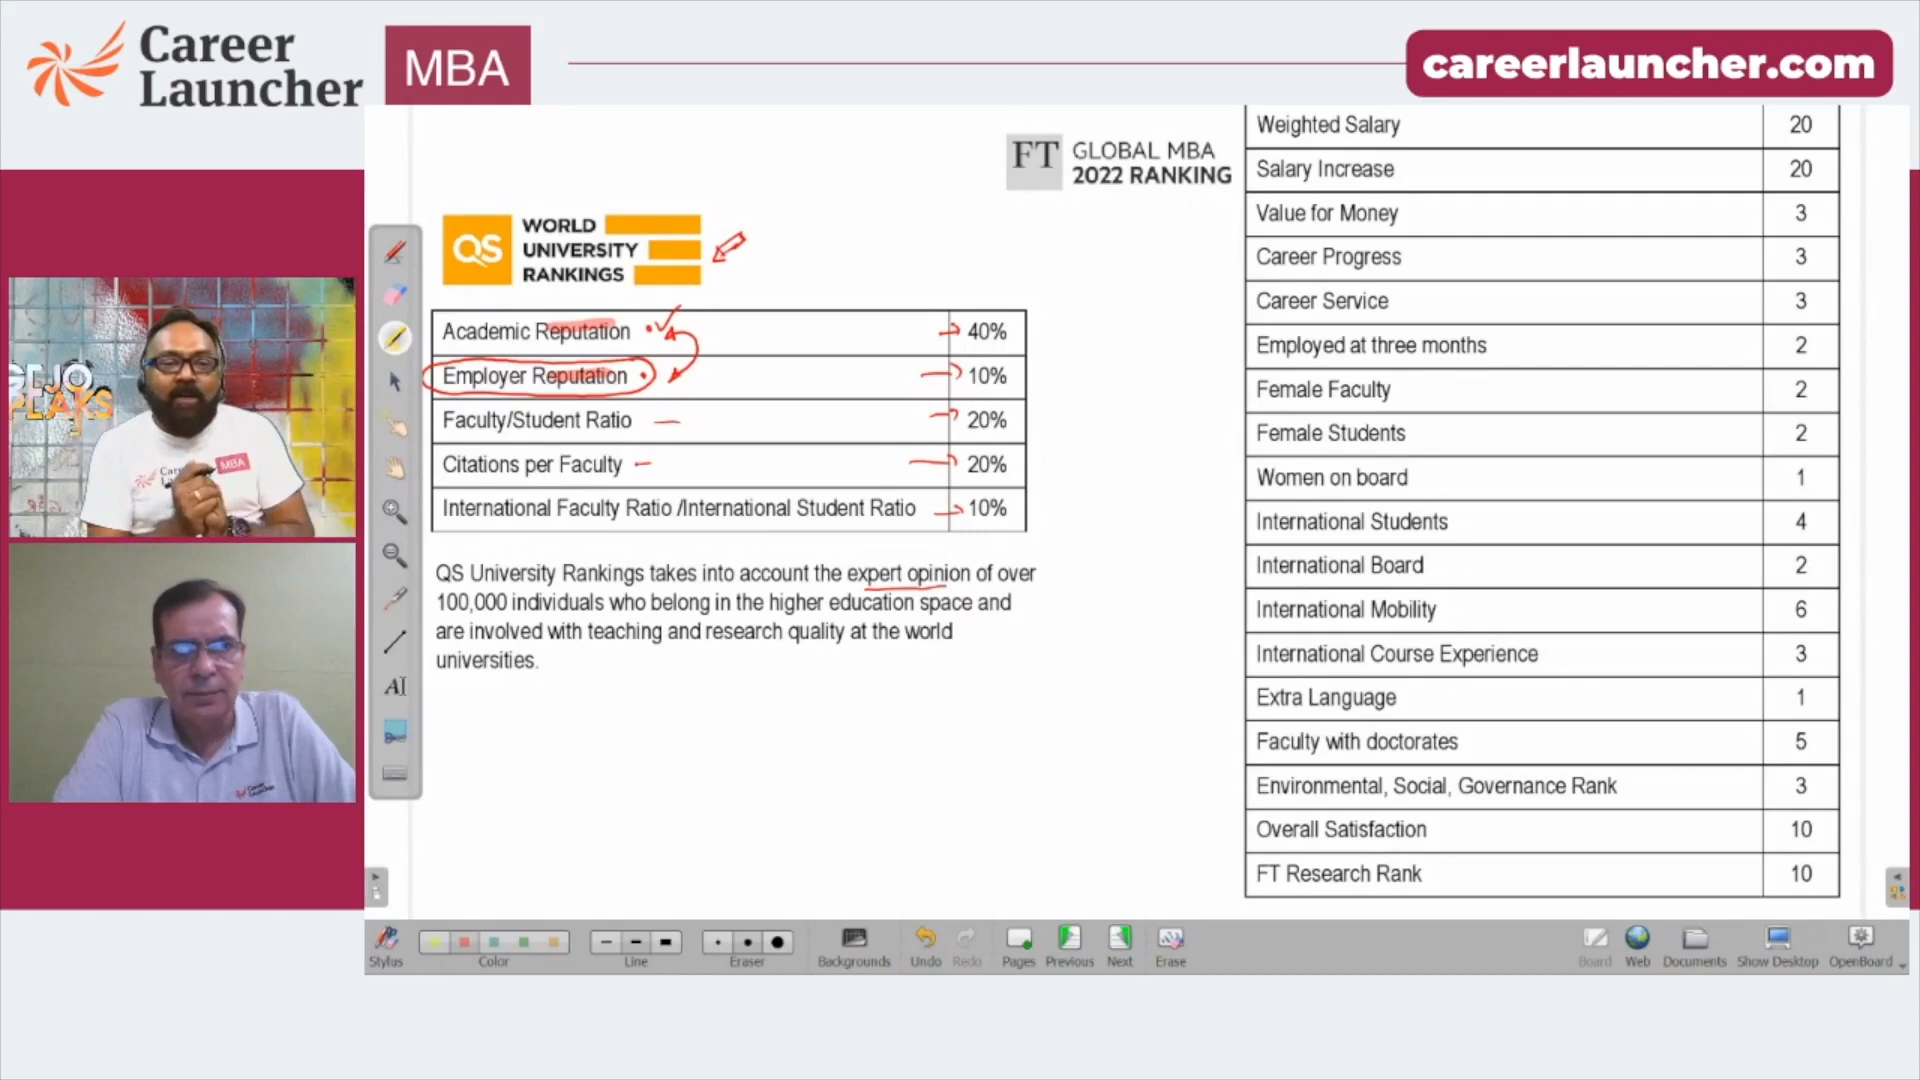 Career
Launcher
MBA
careerlauncher.com
FT GLOBAL MBA
2022 RANKING
QS WORLD
UNIVERSITY
RANKINGS
Academic Reputation 40%
Employer Reputation 10%
Faculty/Student Ratio 20%
Citations per Faculty 20%
International Faculty Ratio /International Student Ratio 10%
QS University Rankings takes into account the expert opinion of over
100,000 individuals who belong in the higher education space and
are involved with teaching and research quality at the world
universities.
Weighted Salary 20
Salary Increase 20
Value for Money 3
Career Progress 3
Career Service 3
Employed at three months 2
Female Faculty 2
Female Students 2
Women on board 1
International Students 4
International Board 2
International Mobility 6
International Course Experience 3
Extra Language 1
Faculty with doctorates 5
Environmental, Social, Governance Rank 3
Overall Satisfaction 10
FT Research Rank 10
MBA
Career
Launcher
AI
Stylus Color Line Eraser Backgrounds Undo Redo Pages Previous Next Erase Board Web Documents Show Desktop OpenBoard